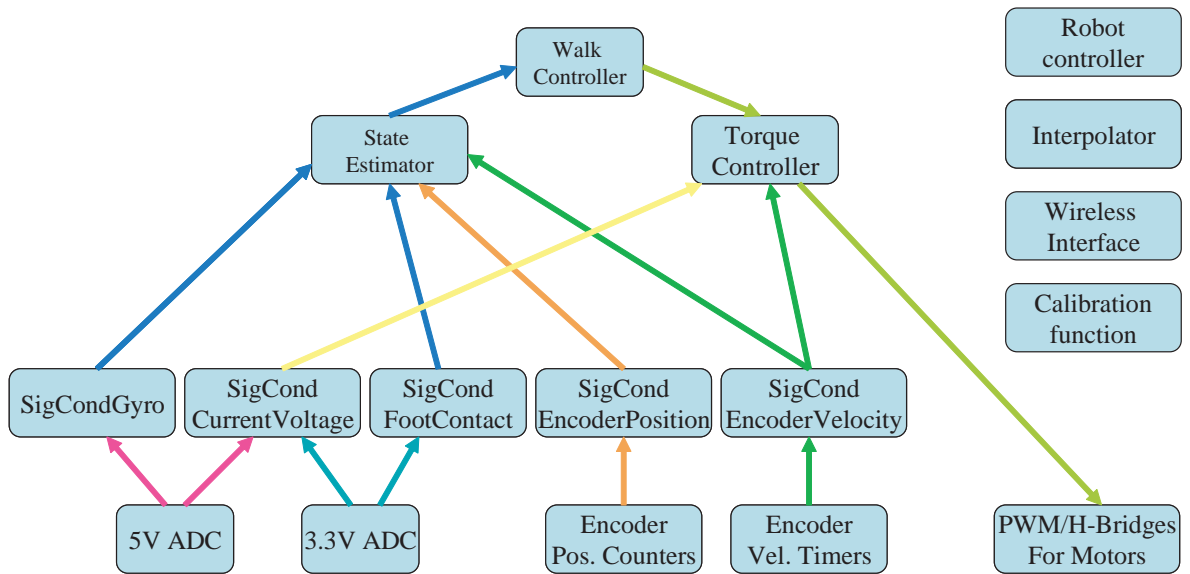 Walk
Controller
State
Estimator
Torque
Controller
Robot
controller
Interpolator
Wireless
Interface
Calibration
function
SigCondGyro
SigCond
CurrentVoltage
SigCond
FootContact
SigCond
EncoderPosition
SigCond
EncoderVelocity
5V ADC
3.3V ADC
Encoder
Pos. Counters
Encoder
Vel. Timers
PWM/H-Bridges
For Motors